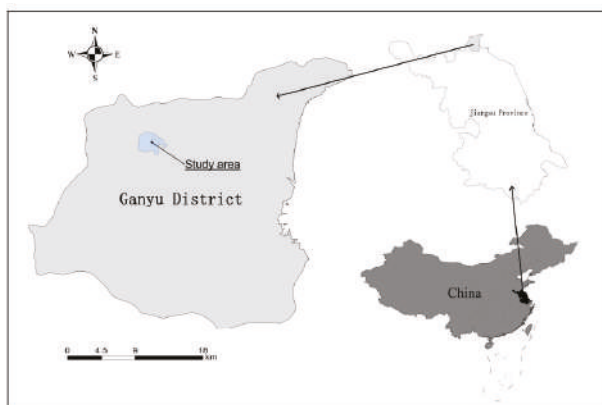 N
W E
S
Jiangsu Province
Study area
Ganyu District
China
0 4.5 9 18
km